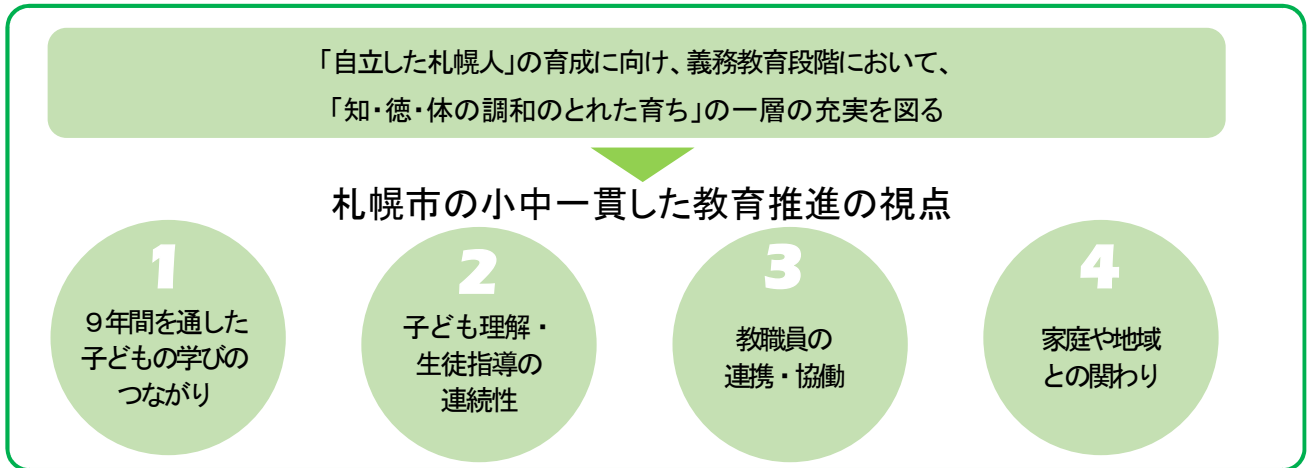 「自立した札幌人」の育成に向け、義務教育段階において、
「知・徳・体の調和のとれた育ち」の一層の充実を図る
札幌市の小中一貫した教育推進の視点
1
９年間を通した
子どもの学びの
つながり
2
子ども理解・
生徒指導の
連続性
3
教職員の
連携・協働
4
家庭や地域
との関わり